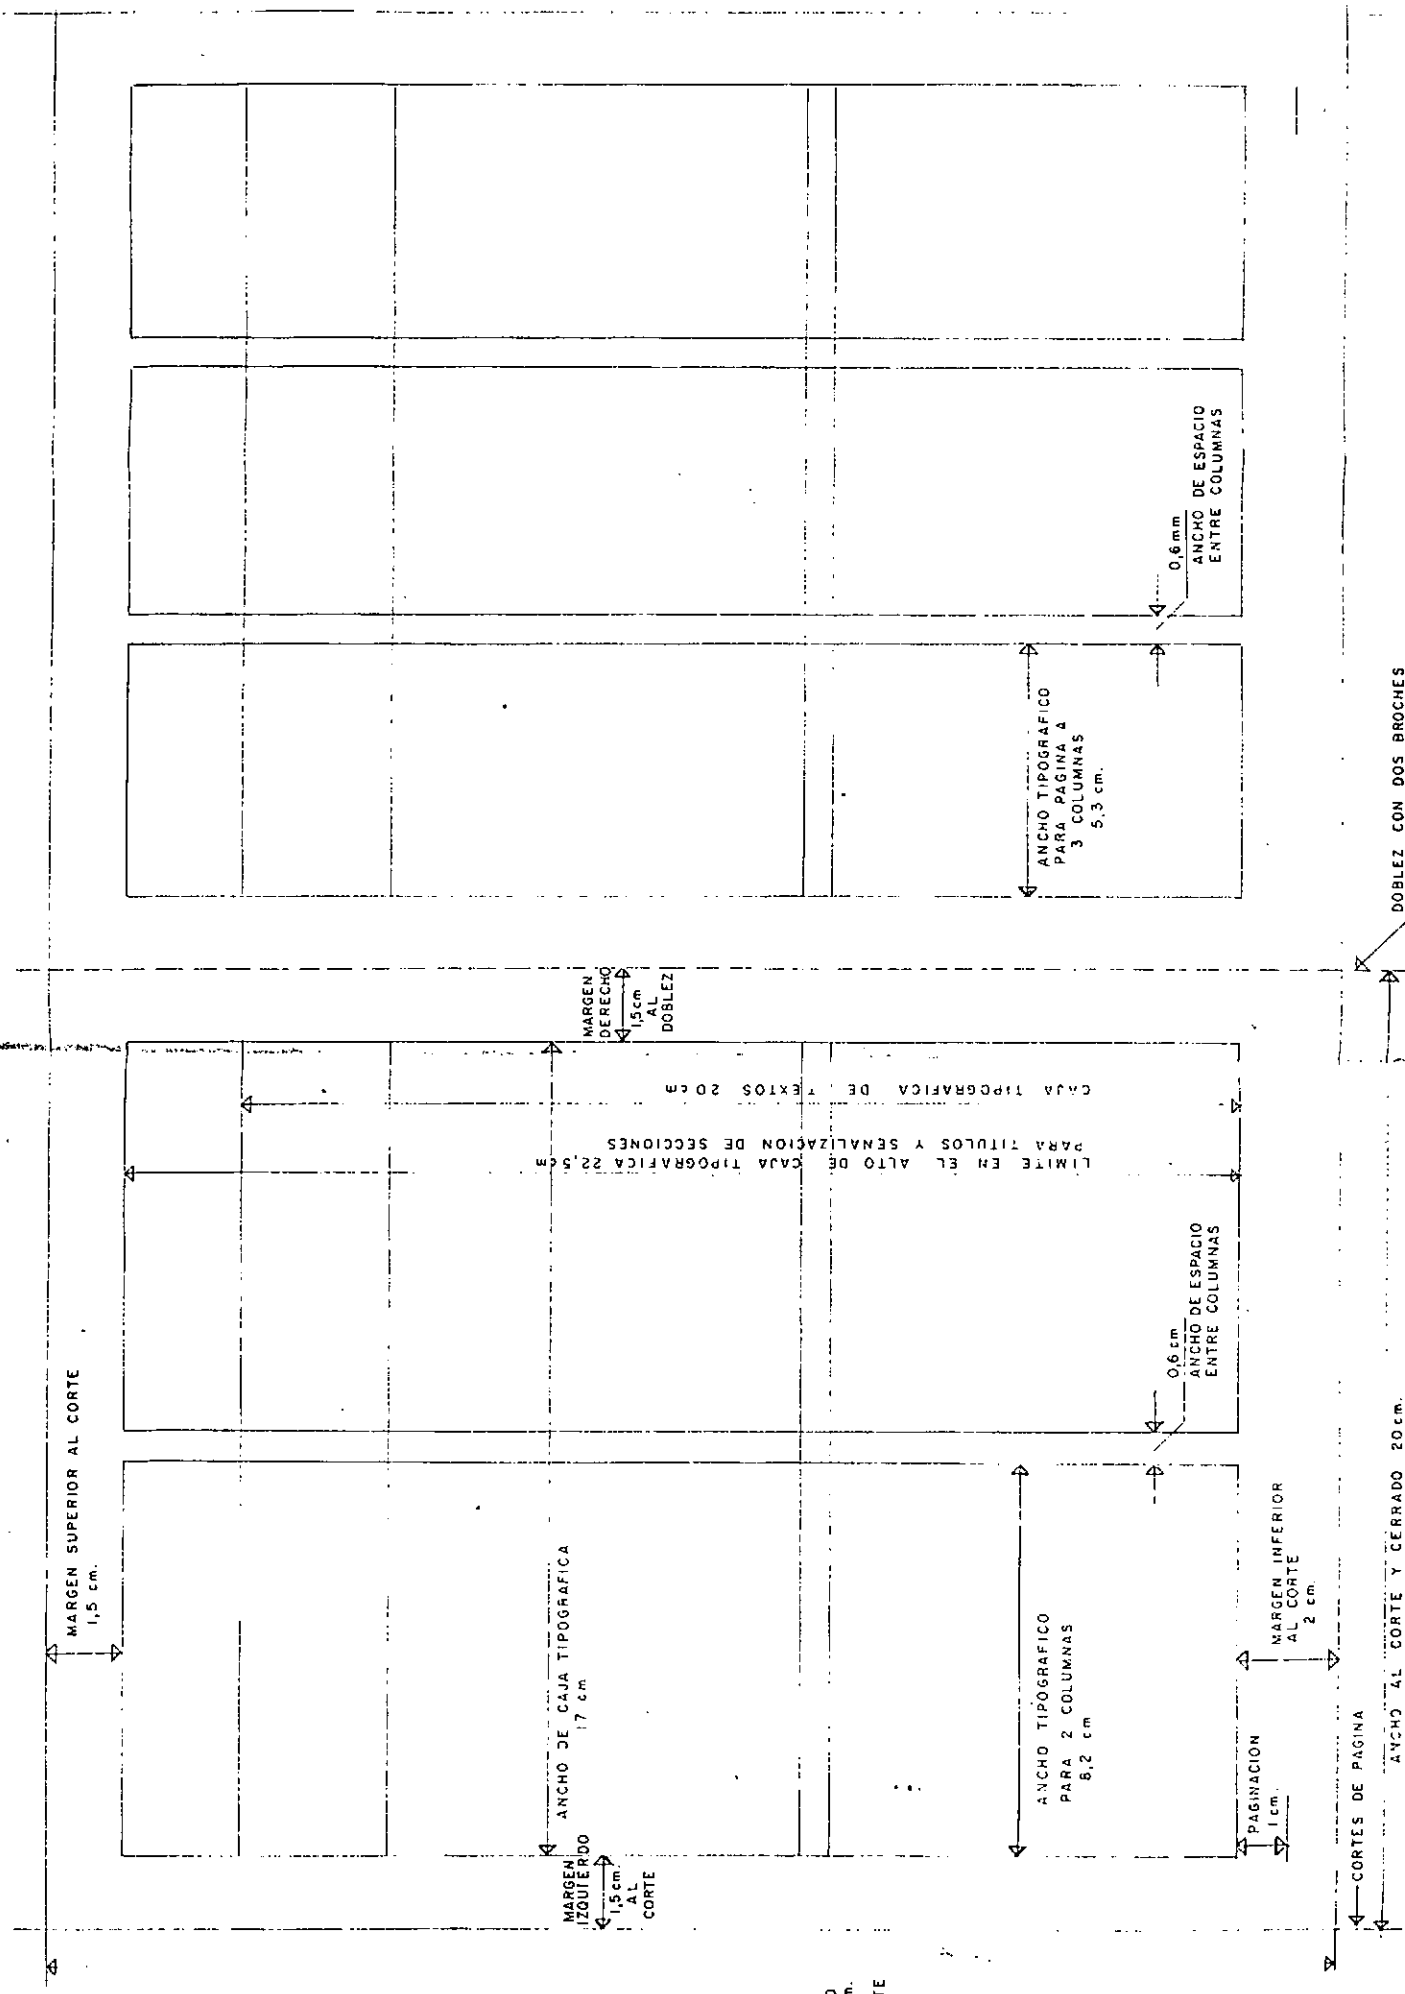 MARGEN SUPERIOR AL CORTE
1,5 cm.
MARGEN
IZQUIERDO
1,5 cm.
AL
CORTE
ANCHO DE CAJA TIPOGRAFICA
17 cm
MARGEN
DERECHO
1,5 cm
AL
DOBLEZ
CAJA TIPOGRAFICA DE TEXTOS 20 cm
LIMITE EN EL ALTO DE CAJA TIPOGRAFICA 22,5 cm
PARA TITULOS Y SENALIZACION DE SECCIONES
ANCHO TIPOGRAFICO
PARA 2 COLUMNAS
8,2 cm
0,6 cm
ANCHO DE ESPACIO
ENTRE COLUMNAS
ANCHO TIPOGRAFICO
PARA PAGINA A
3 COLUMNAS
5,3 cm.
0,6 mm
ANCHO DE ESPACIO
ENTRE COLUMNAS
PAGINACION
1 cm.
MARGEN INFERIOR
AL CORTE
2 cm.
CORTES DE PAGINA
ANCHO AL CORTE Y CERRADO 20 cm.
DOBLEZ CON DOS BROCHES